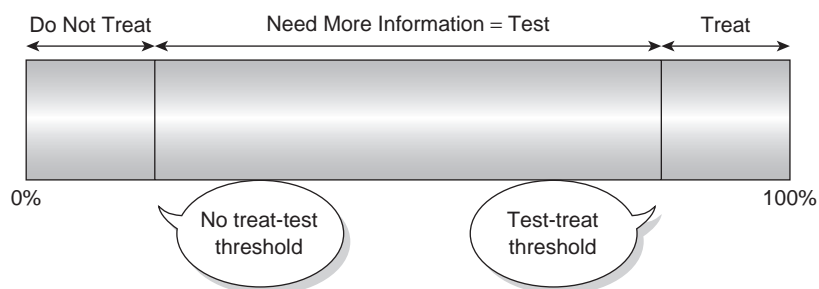 Do Not Treat
Need More Information = Test
Treat
0%
100%
No treat-test
threshold
Test-treat
threshold